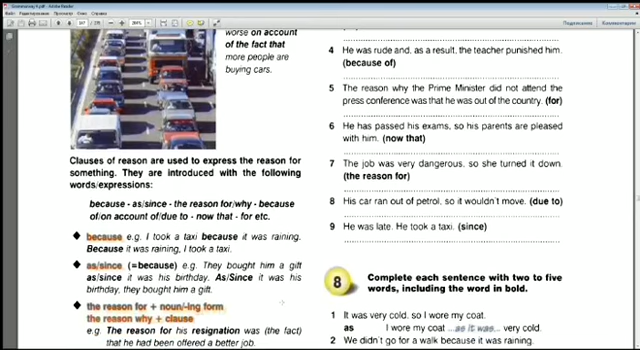 Grammarway 4.pdf - Adobe Reader
Файл Редактирование Просмотр Окно Справка
Подписание
Комментарии
worse on account
of the fact that
more people are
buying cars.
Clauses of reason are used to express the reason for
something. They are introduced with the following
words/expressions:
because - as/since - the reason for/why - because
of/on account of/due to - now that - for etc.
◆ because e.g. I took a taxi because it was raining.
Because it was raining, I took a taxi.
◆ as/since (=because) e.g. They bought him a gift
as/since it was his birthday. As/Since it was his
birthday, they bought him a gift.
◆ the reason for + noun/-ing form
the reason why + clause
e.g. The reason for his resignation was (the fact)
that he had been offered a better job.
4 He was rude and, as a result, the teacher punished him.
(because of)
5 The reason why the Prime Minister did not attend the
press conference was that he was out of the country. (for)
6 He has passed his exams, so his parents are pleased
with him. (now that)
7 The job was very dangerous, so she turned it down.
(the reason for)
8 His car ran out of petrol, so it wouldn't move. (due to)
9 He was late. He took a taxi. (since)
8 Complete each sentence with two to five
words, including the word in bold.
1 It was very cold, so I wore my coat.
as I wore my coat ...as it was... very cold.
2 We didn't go for a walk because it was raining.